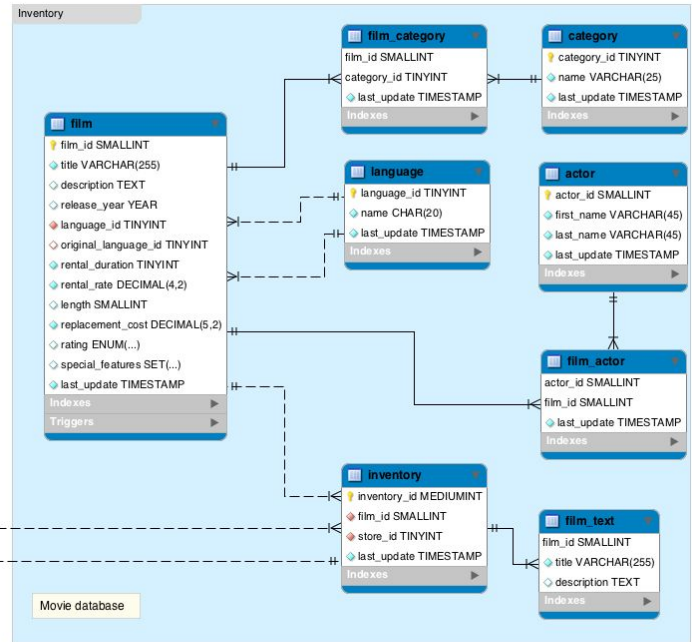 Inventory
film_category
film_id SMALLINT
category_id TINYINT
last_update TIMESTAMP
Indexes
category
category_id TINYINT
name VARCHAR(25)
last_update TIMESTAMP
Indexes
film
film_id SMALLINT
title VARCHAR(255)
description TEXT
release_year YEAR
language_id TINYINT
original_language_id TINYINT
rental_duration TINYINT
rental_rate DECIMAL(4,2)
length SMALLINT
replacement_cost DECIMAL(5,2)
rating ENUM(...)
special_features SET(...)
last_update TIMESTAMP
Indexes
Triggers
language
language_id TINYINT
name CHAR(20)
last_update TIMESTAMP
Indexes
actor
actor_id SMALLINT
first_name VARCHAR(45)
last_name VARCHAR(45)
last_update TIMESTAMP
Indexes
film_actor
actor_id SMALLINT
film_id SMALLINT
last_update TIMESTAMP
Indexes
inventory
inventory_id MEDIUMINT
film_id SMALLINT
store_id TINYINT
last_update TIMESTAMP
Indexes
film_text
film_id SMALLINT
title VARCHAR(255)
description TEXT
Indexes
Movie database